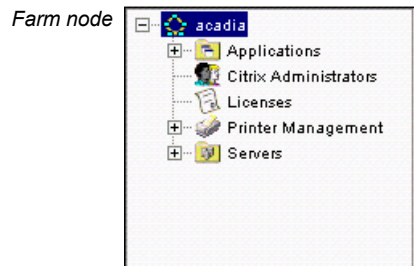 Farm node
acadia
Applications
Citrix Administrators
Licenses
Printer Management
Servers